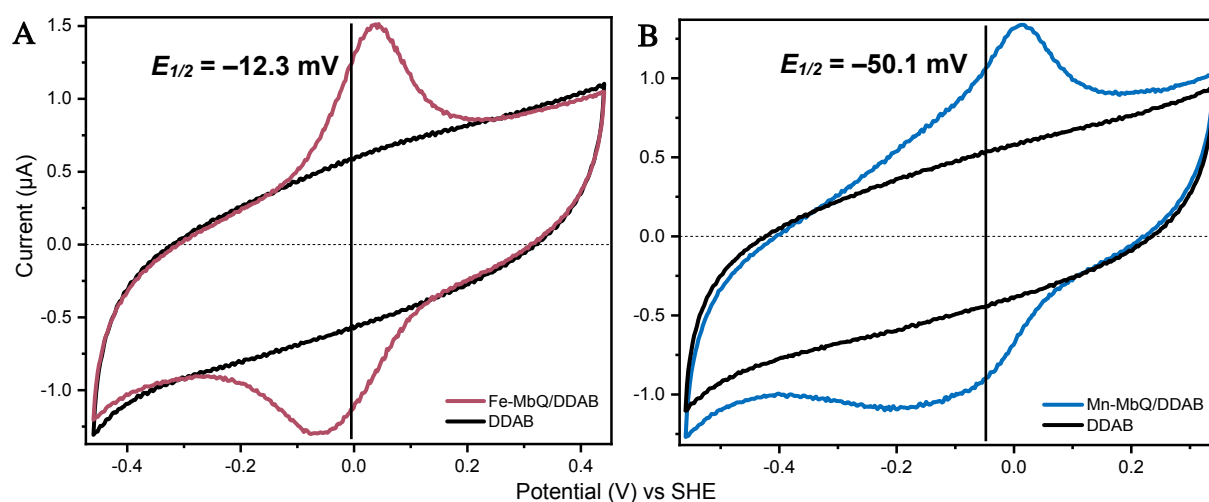 A
E1/2 = –12.3 mV
1.5
1.0
0.5
0.0
-0.5
-1.0
Current (µA)
Fe-MbQ/DDAB
DDAB
-0.4
-0.2
0.0
0.2
0.4
B
E1/2 = –50.1 mV
1.0
0.5
0.0
-0.5
-1.0
Mn-MbQ/DDAB
DDAB
-0.4
-0.2
0.0
0.2
Potential (V) vs SHE